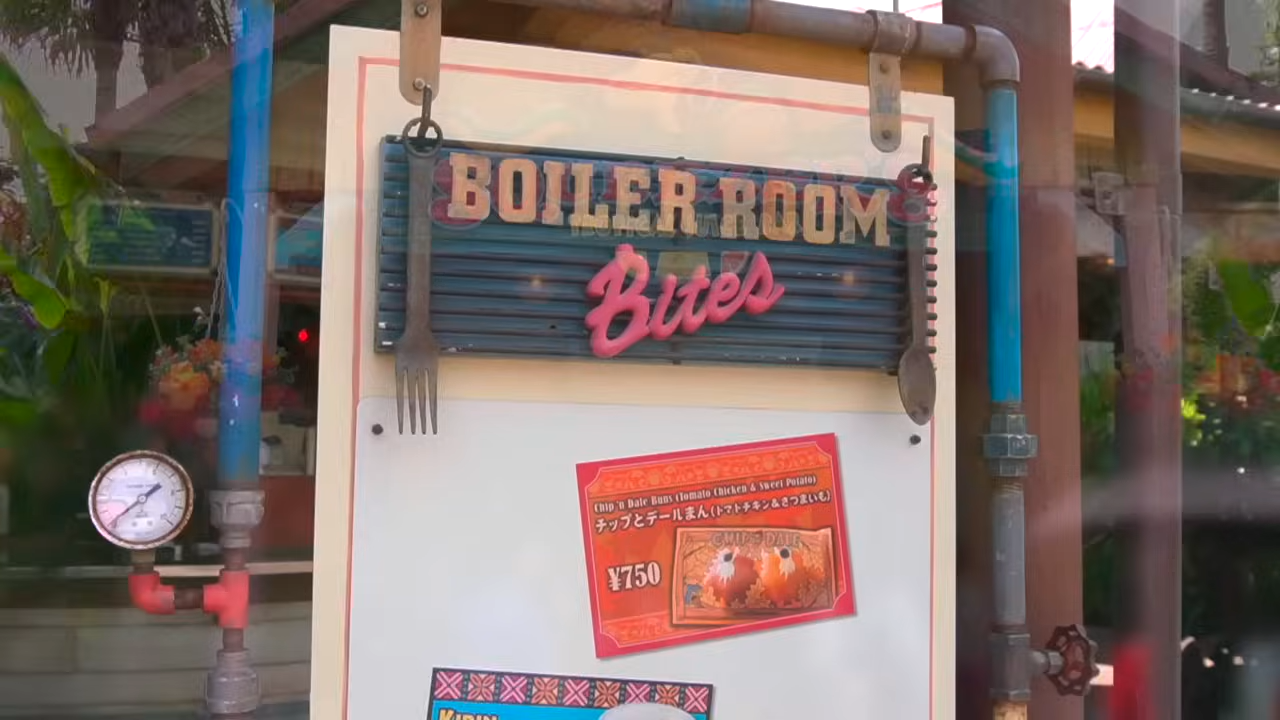 BOILER ROOM
Bites
Chip 'n Dale Buns (Tomato Chicken & Sweet Potato)
チップとデールまん(トマトチキン&さつまいも)
¥750
CHIP 'n DALE
KIRIN